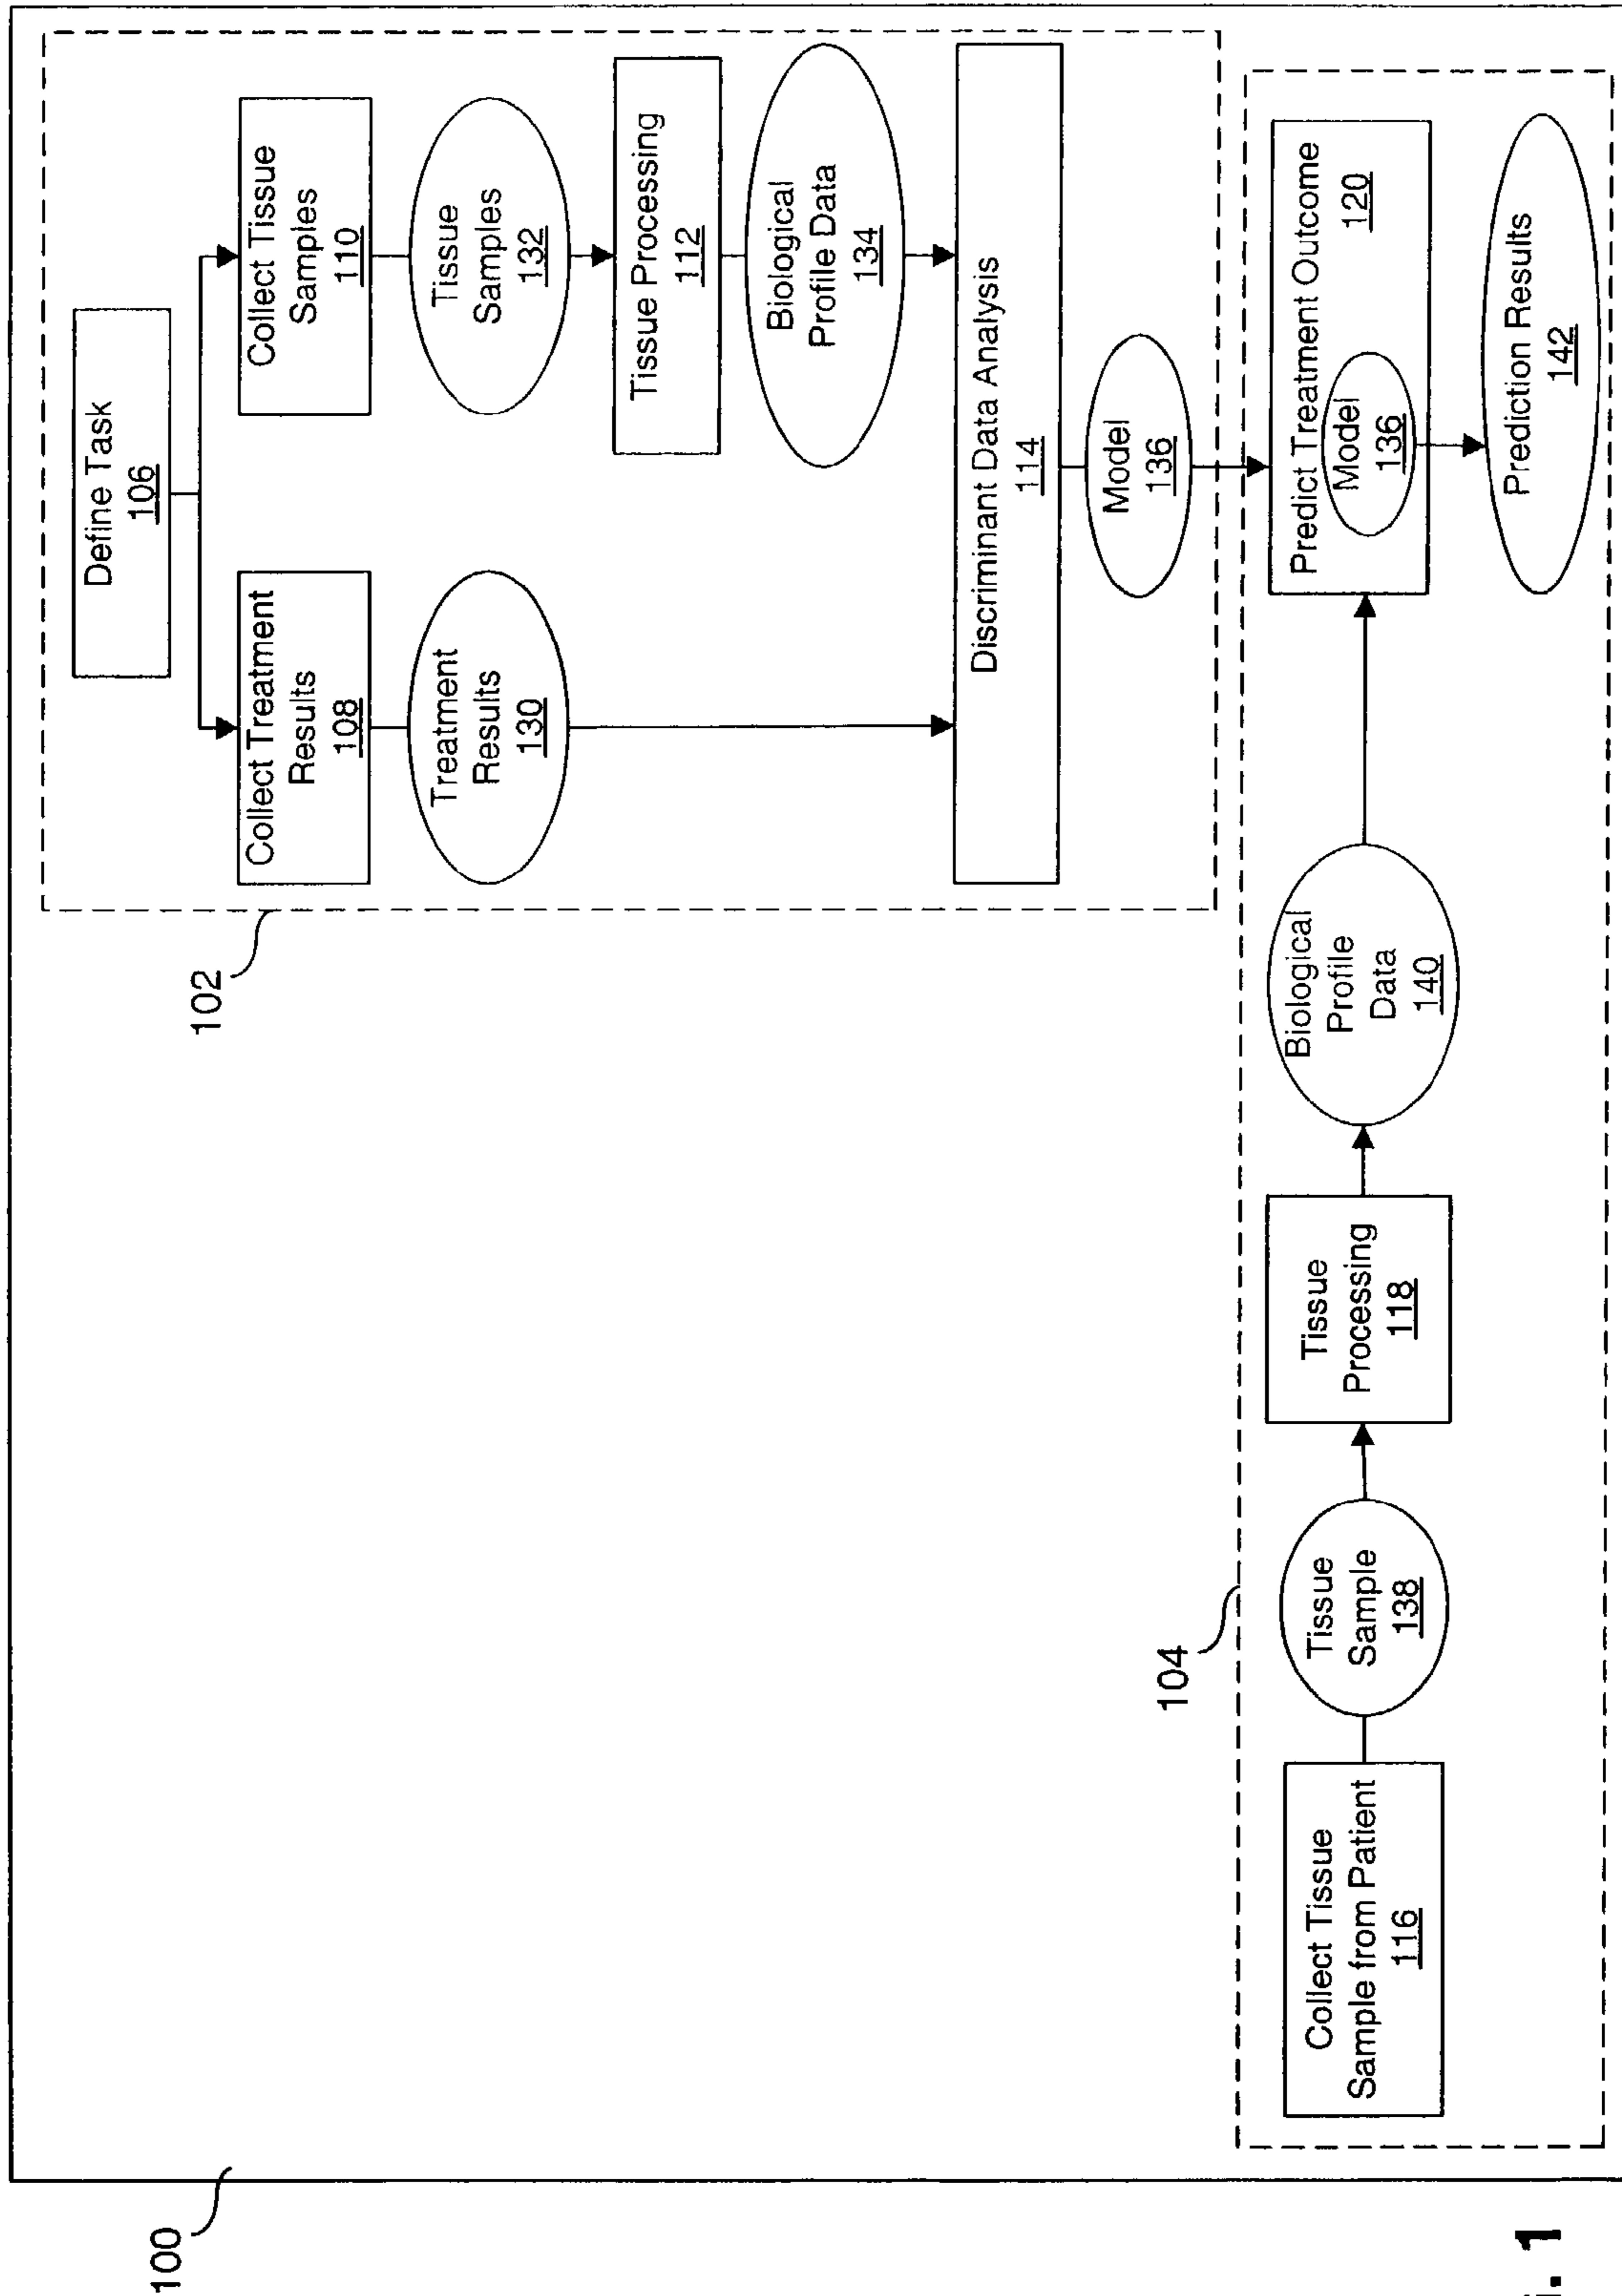 100
102
Define Task
106
Collect Treatment
Results
108
Collect Tissue
Samples
110
Treatment
Results
130
Tissue
Samples
132
Tissue Processing
112
Biological
Profile Data
134
Discriminant Data Analysis
114
Model
136
104
Collect Tissue
Sample from Patient
116
Tissue
Sample
138
Tissue
Processing
118
Biological
Profile
Data
140
Predict Treatment Outcome
Model
136
120
Prediction Results
142
. 1